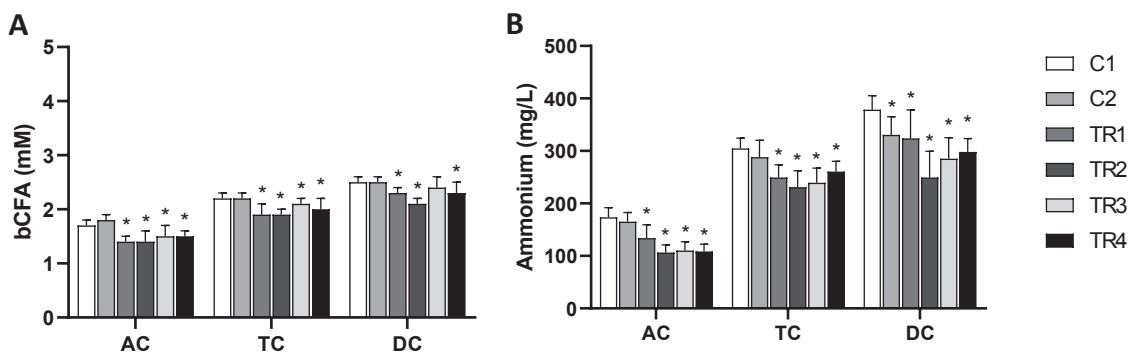 A
bCFA (mM)
5
4
3
2
1
0
* * * *
* * * *
* * *
AC TC DC
B
Ammonium (mg/L)
500
400
300
200
100
0
* * * *
* * * *
* * * * *
AC TC DC
C1
C2
TR1
TR2
TR3
TR4